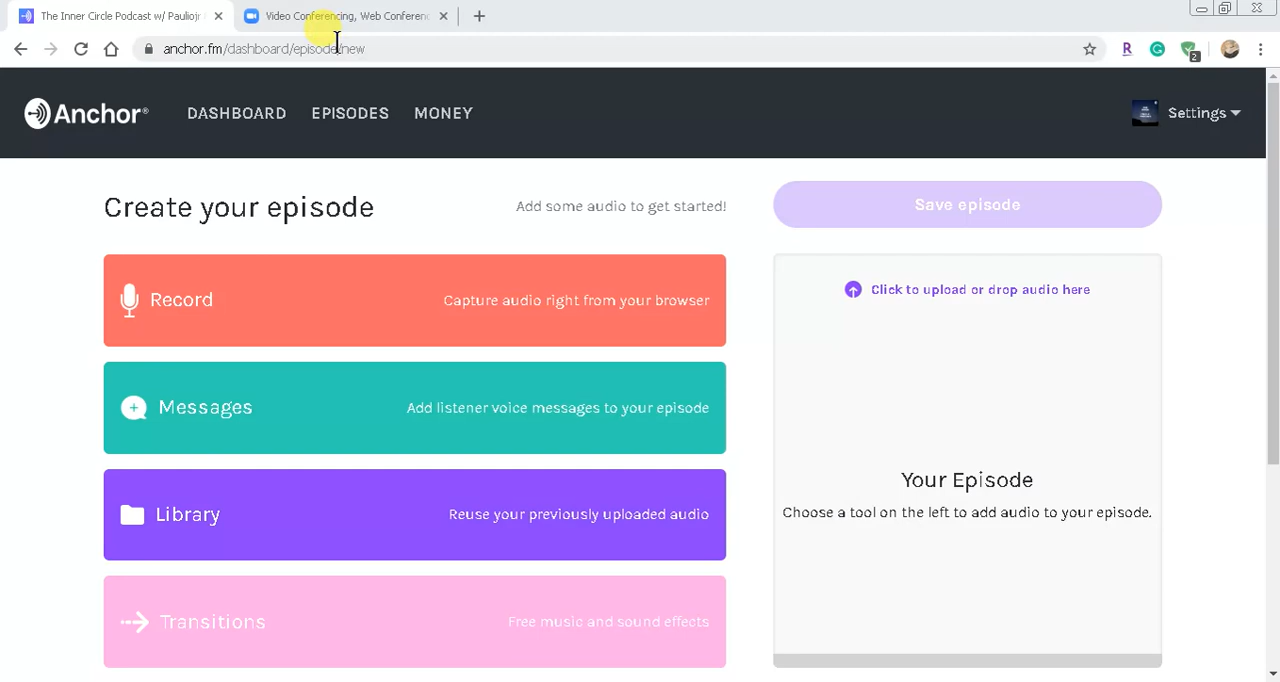 The Inner Circle Podcast w/ Pauliojr
Video Conferencing, Web Conferenc
anchor.fm/dashboard/episode/new
R
2
Anchor®
DASHBOARD
EPISODES
MONEY
Settings
Create your episode
Add some audio to get started!
Save episode
Record
Capture audio right from your browser
Click to upload or drop audio here
Messages
Add listener voice messages to your episode
Library
Reuse your previously uploaded audio
Your Episode
Choose a tool on the left to add audio to your episode.
Transitions
Free music and sound effects